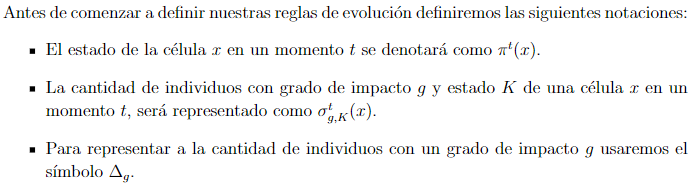 Antes de comenzar a definir nuestras reglas de evolución definiremos las siguientes notaciones:
▪ El estado de la célula x en un momento t se denotará como π^t(x).
▪ La cantidad de individuos con grado de impacto g y estado K de una célula x en un
momento t, será representado como σ^t_{g,K}(x).
▪ Para representar a la cantidad de individuos con un grado de impacto g usaremos el
símbolo Δ_g.